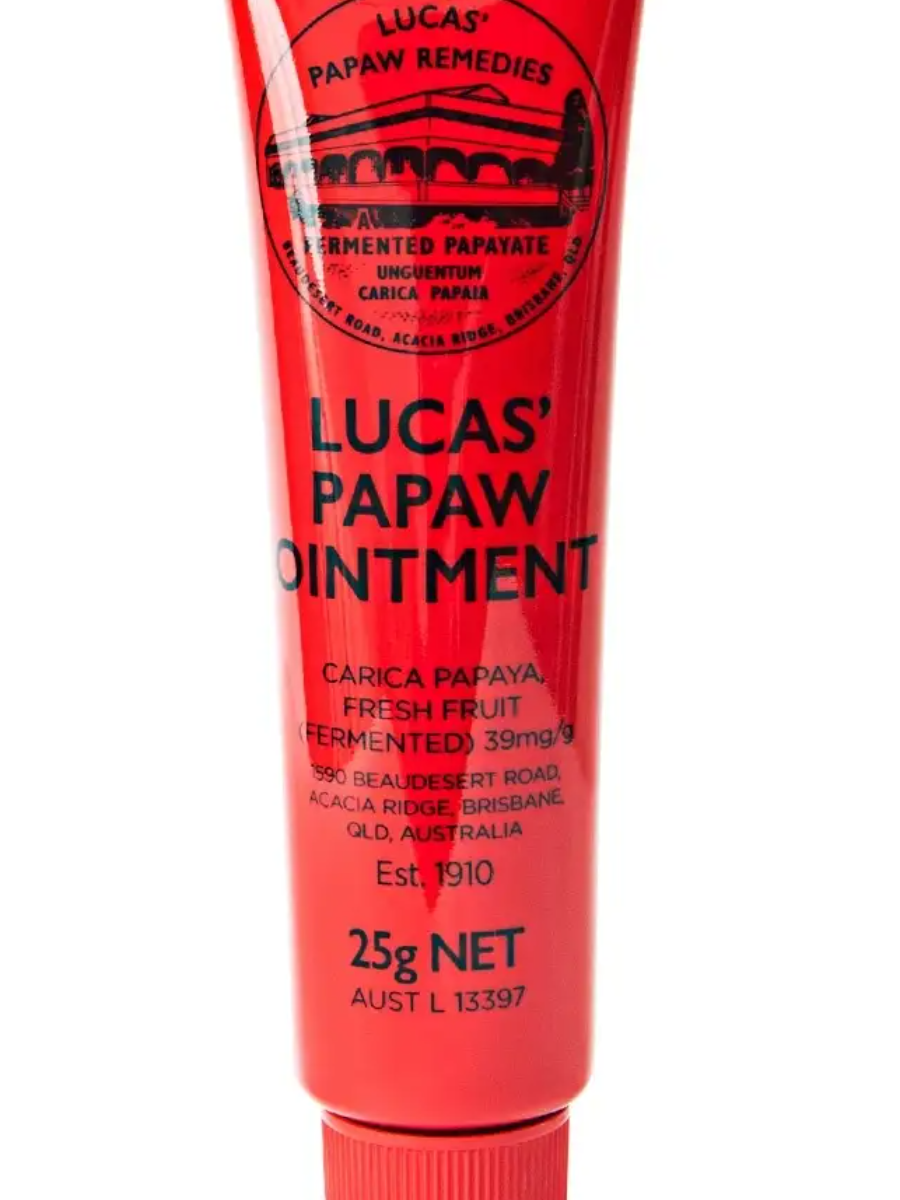 LUCAS'
PAPAW REMEDIES
A
FERMENTED PAPAYATE
UNGUENTUM
CARICA PAPAIA
BEAUDESERT ROAD, ACACIA RIDGE, BRISBANE, QLD
LUCAS'
PAPAW
OINTMENT
CARICA PAPAYA,
FRESH FRUIT
(FERMENTED) 39mg/g
1590 BEAUDESERT ROAD,
ACACIA RIDGE, BRISBANE,
QLD, AUSTRALIA
Est. 1910
25g NET
AUST L 13397